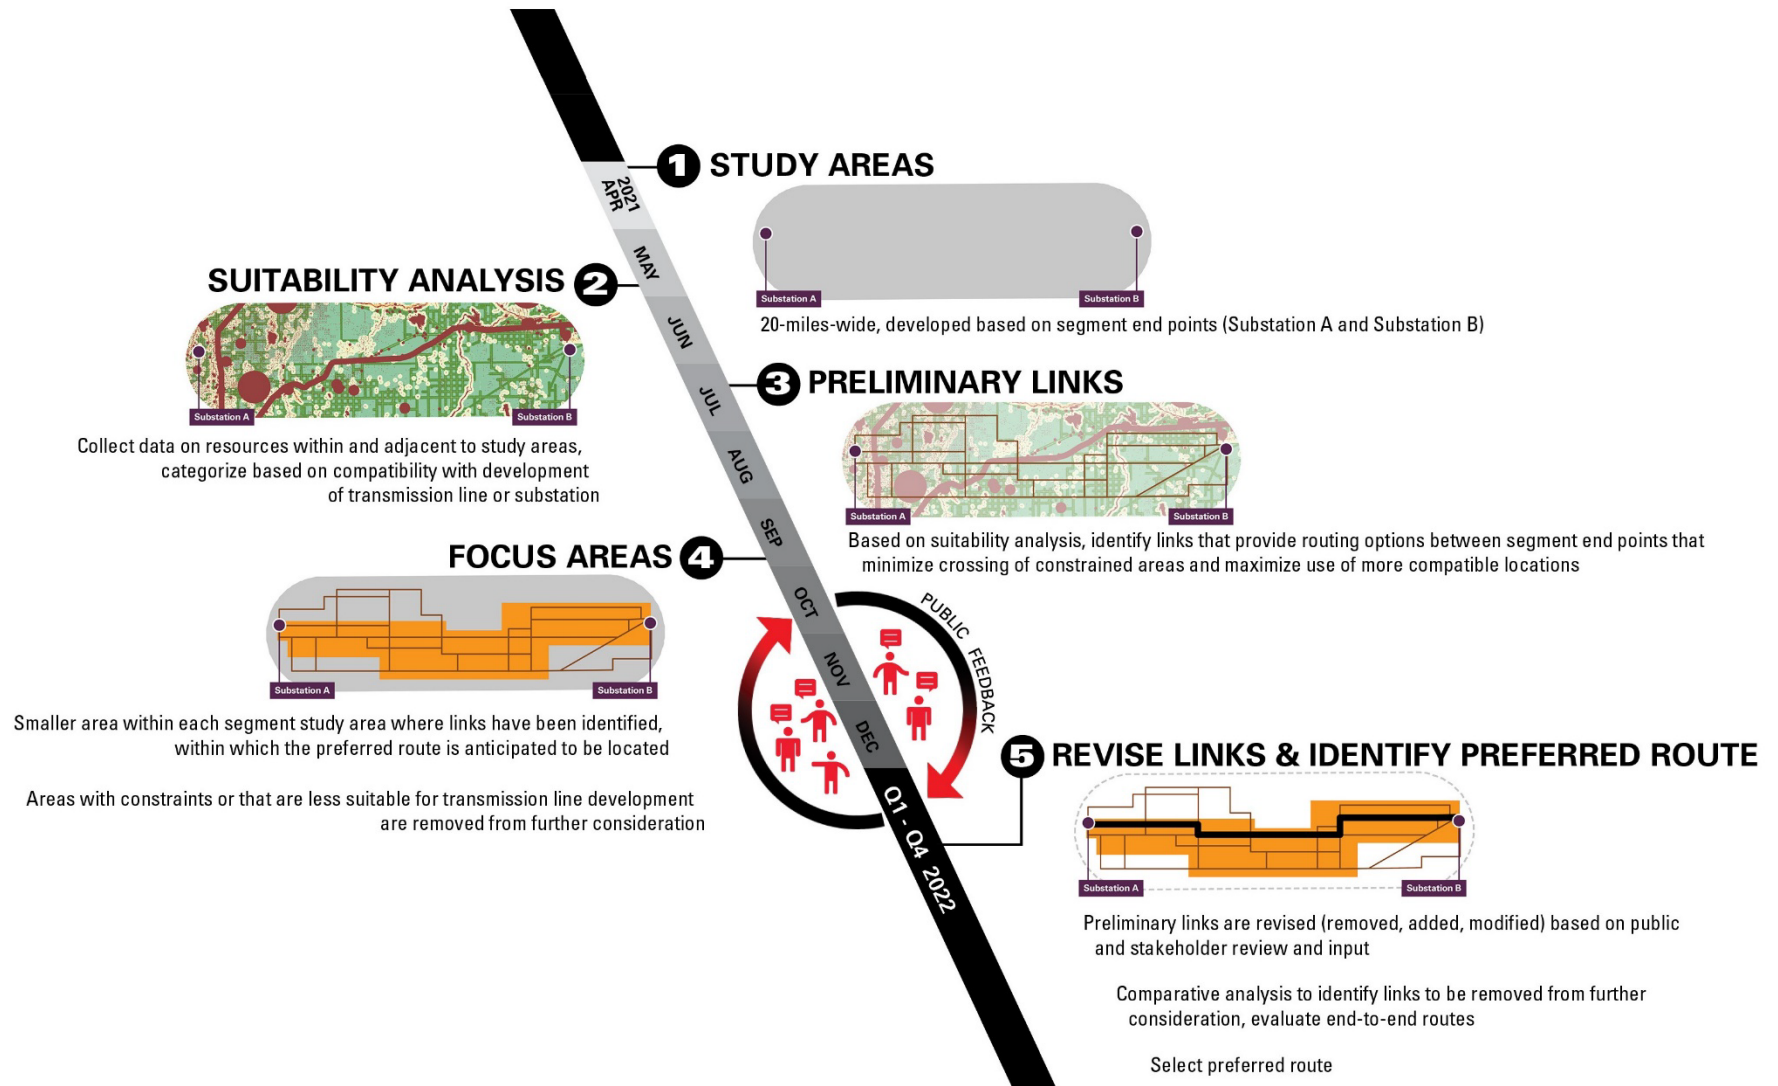 1 STUDY AREAS
Substation A
Substation B
20-miles-wide, developed based on segment end points (Substation A and Substation B)
2021
APR
MAY
JUN
JUL
AUG
SEP
OCT
NOV
DEC
Q1 - Q4 2022
SUITABILITY ANALYSIS 2
Substation A
Substation B
Collect data on resources within and adjacent to study areas,
categorize based on compatibility with development
of transmission line or substation
3 PRELIMINARY LINKS
Substation A
Substation B
Based on suitability analysis, identify links that provide routing options between segment end points that
minimize crossing of constrained areas and maximize use of more compatible locations
FOCUS AREAS 4
Substation A
Substation B
Smaller area within each segment study area where links have been identified,
within which the preferred route is anticipated to be located
Areas with constraints or that are less suitable for transmission line development
are removed from further consideration
PUBLIC FEEDBACK
5 REVISE LINKS & IDENTIFY PREFERRED ROUTE
Substation A
Substation B
Preliminary links are revised (removed, added, modified) based on public
and stakeholder review and input
Comparative analysis to identify links to be removed from further
consideration, evaluate end-to-end routes
Select preferred route